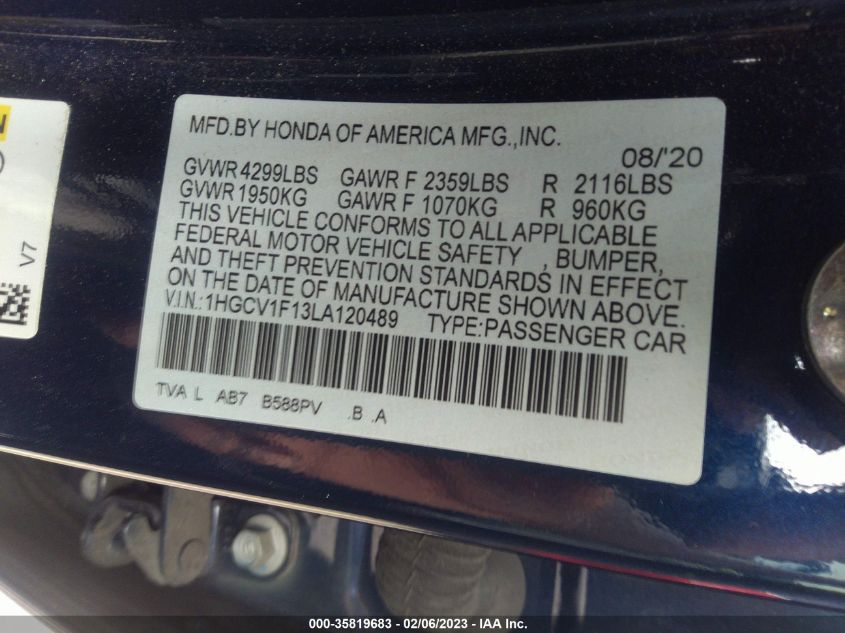 N
V7
MFD.BY HONDA OF AMERICA MFG.,INC.
08/'20
GVWR 4299LBS GAWR F 2359LBS R 2116LBS
GVWR 1950KG GAWR F 1070KG R 960KG
THIS VEHICLE CONFORMS TO ALL APPLICABLE
FEDERAL MOTOR VEHICLE SAFETY , BUMPER,
AND THEFT PREVENTION STANDARDS IN EFFECT
ON THE DATE OF MANUFACTURE SHOWN ABOVE.
V.I.N.:1HGCV1F13LA120489 TYPE:PASSENGER CAR
TVA L AB7 B588PV .B .A
000-35819683 - 02/06/2023 - IAA Inc.